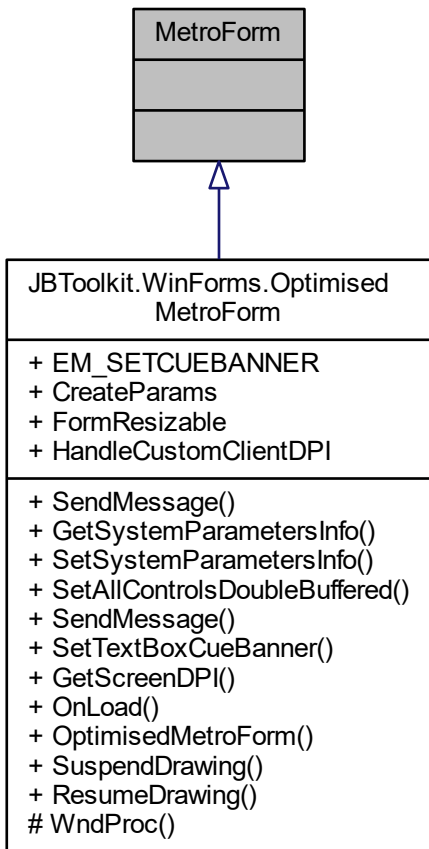 MetroForm
JBToolkit.WinForms.Optimised
MetroForm
+ EM_SETCUEBANNER
+ CreateParams
+ FormResizable
+ HandleCustomClientDPI
+ SendMessage()
+ GetSystemParametersInfo()
+ SetSystemParametersInfo()
+ SetAllControlsDoubleBuffered()
+ SendMessage()
+ SetTextBoxCueBanner()
+ GetScreenDPI()
+ OnLoad()
+ OptimisedMetroForm()
+ SuspendDrawing()
+ ResumeDrawing()
# WndProc()